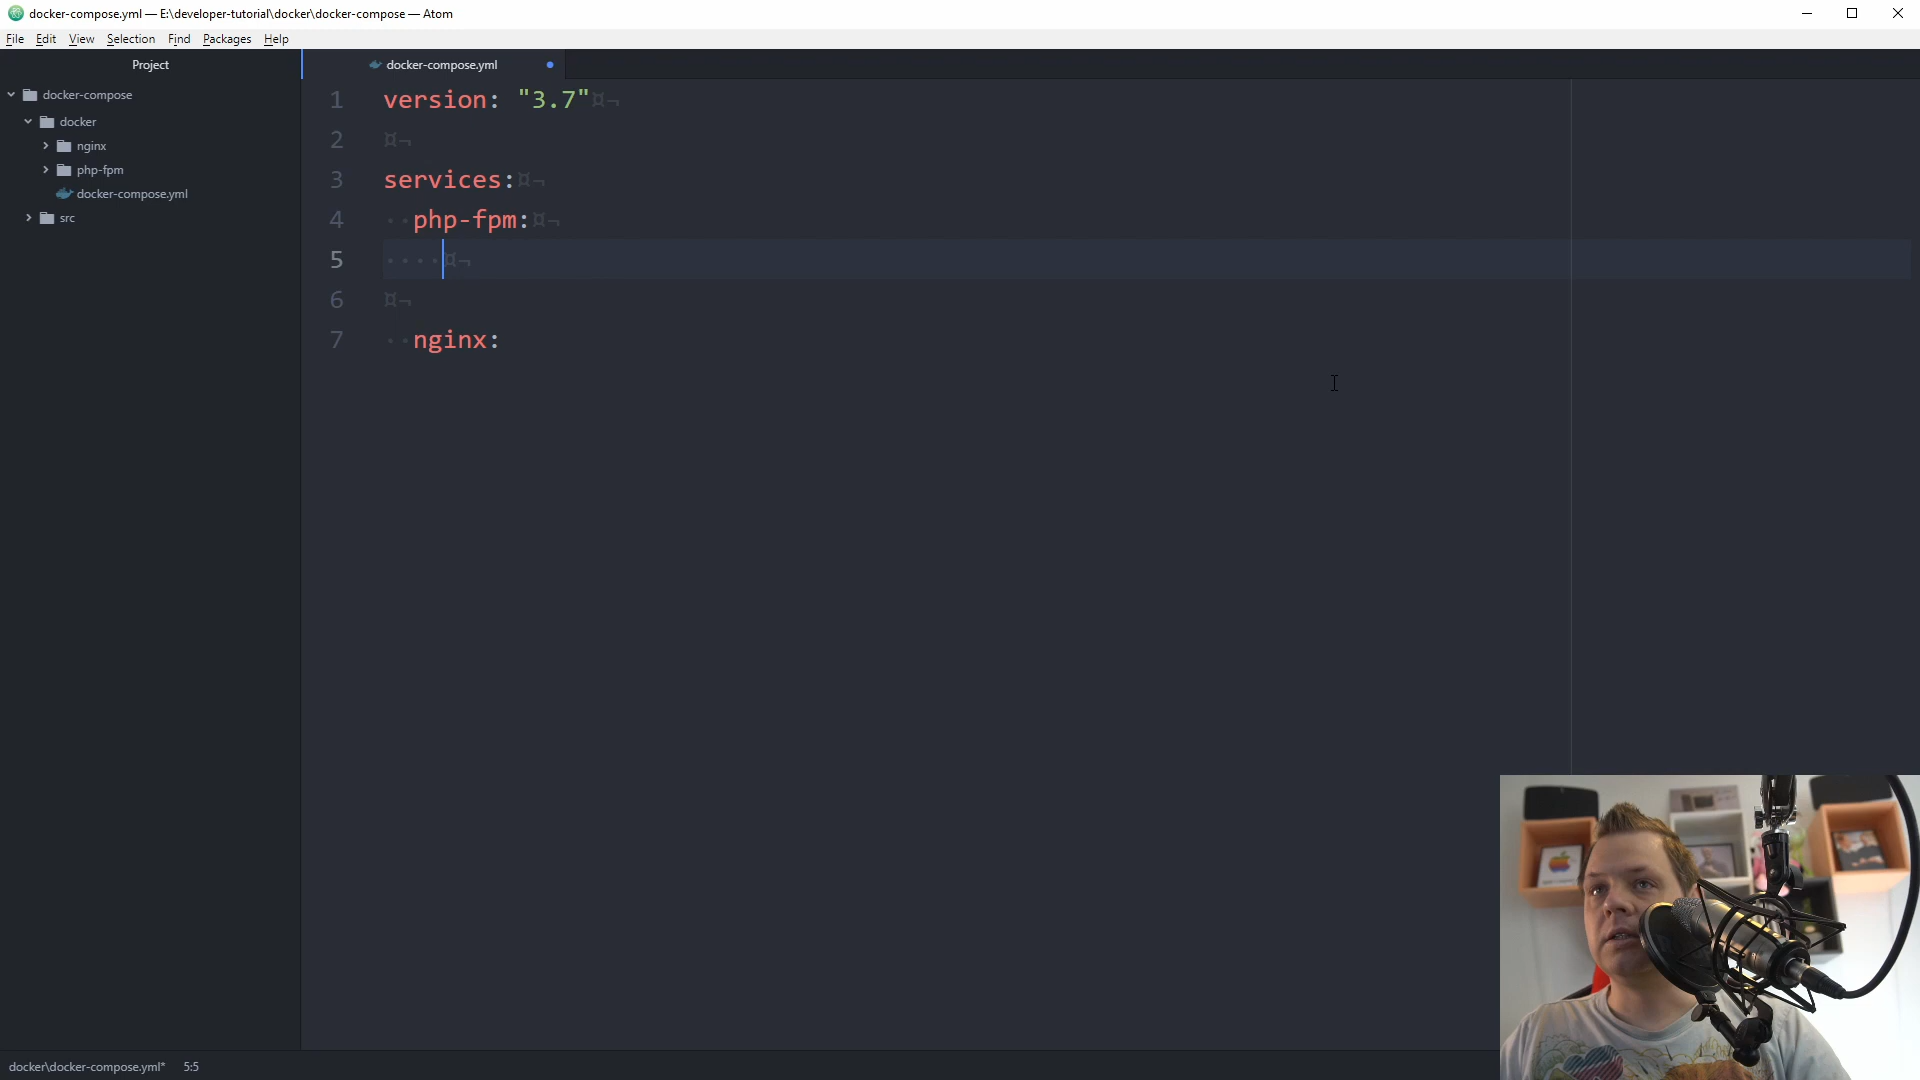 docker-compose.yml — E:\developer-tutorial\docker\docker-compose — Atom
File Edit View Selection Find Packages Help
Project
docker-compose.yml
docker-compose
docker
nginx
php-fpm
docker-compose.yml
src
1 version: "3.7"¤¬
2 ¤¬
3 services:¤¬
4 ··php-fpm:¤¬
5 ····¤¬
6 ¤¬
7 ··nginx:
docker\docker-compose.yml* 5:5